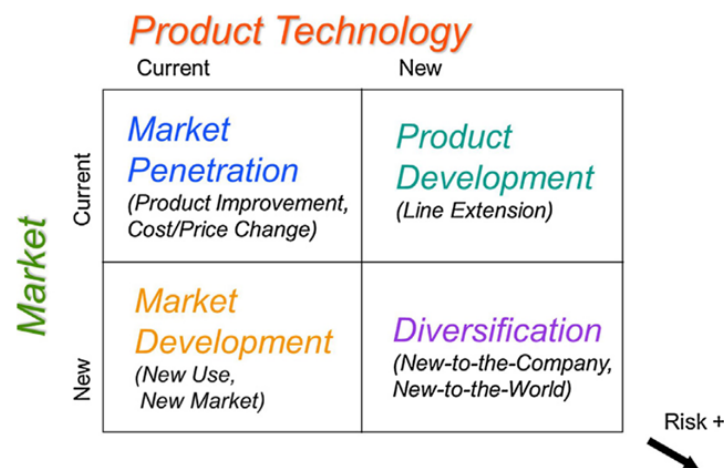 Product Technology
Current New
Market
Penetration
(Product Improvement,
Cost/Price Change)
Product
Development
(Line Extension)
Current
Market
Market
Development
(New Use,
New Market)
Diversification
(New-to-the-Company,
New-to-the-World)
New
Risk +